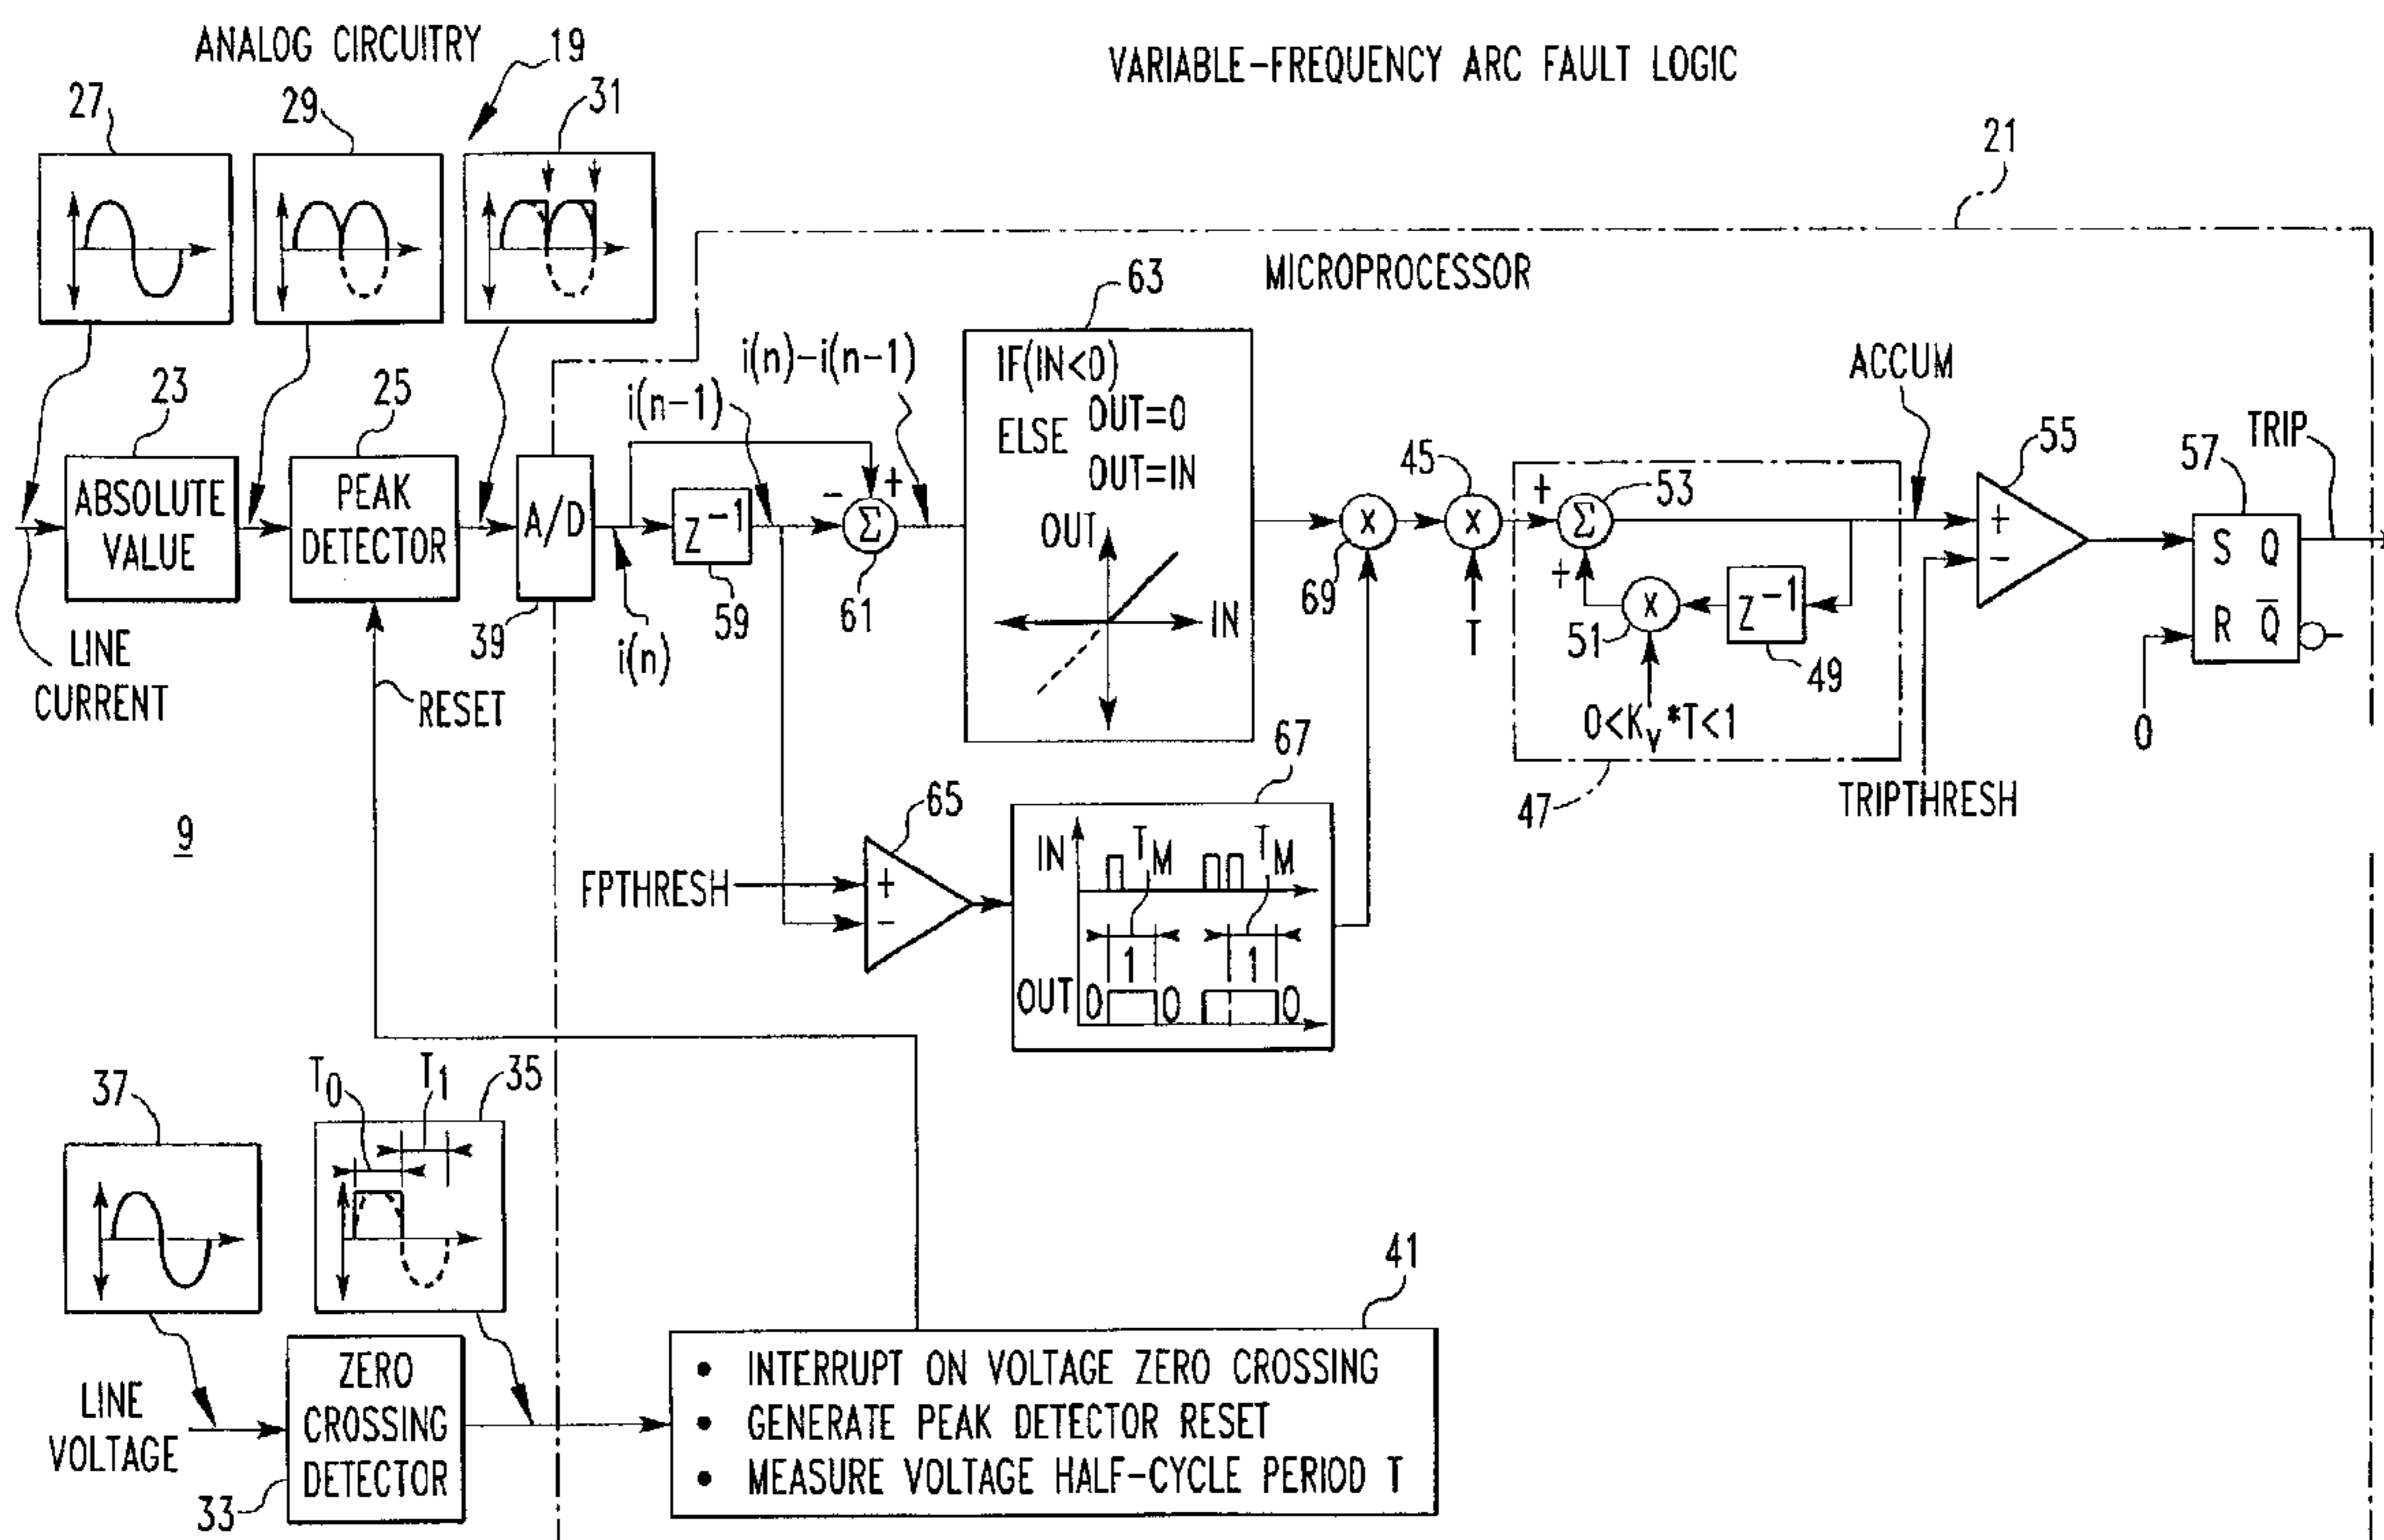 ANALOG CIRCUITRY
19
VARIABLE-FREQUENCY ARC FAULT LOGIC
27
29
31
21
MICROPROCESSOR
63
23
25
i(n-1)
i(n)-i(n-1)
IF(IN<0)
OUT=0
ELSE
OUT=IN
OUT
IN
ABSOLUTE
VALUE
PEAK
DETECTOR
A/D
Z-1
-
+
Σ
59
61
39
i(n)
LINE
CURRENT
RESET
X
69
45
X
T
+
Σ
53
+
X
51
Z-1
49
0<KV*T<1
47
ACCUM
+
-
55
TRIPTHRESH
57
TRIP
S Q
R Q̅
0
9
FPTHRESH
+
-
65
67
IN
TM
TM
1
1
OUT
0
0
0
37
T0
T1
35
LINE
VOLTAGE
ZERO
CROSSING
DETECTOR
33
41
• INTERRUPT ON VOLTAGE ZERO CROSSING
• GENERATE PEAK DETECTOR RESET
• MEASURE VOLTAGE HALF-CYCLE PERIOD T